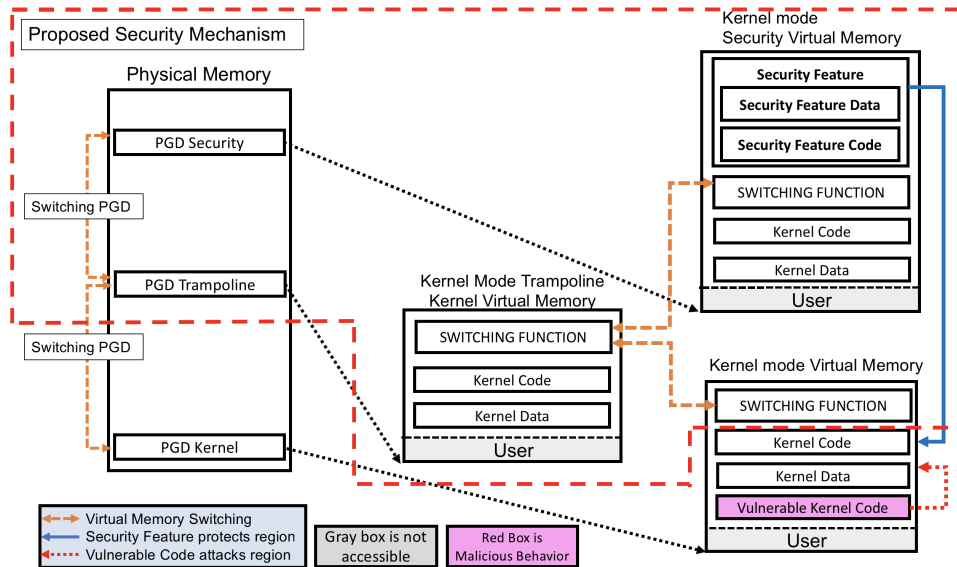 Proposed Security Mechanism
Physical Memory
PGD Security
Switching PGD
PGD Trampoline
Switching PGD
PGD Kernel
Kernel Mode Trampoline
Kernel Virtual Memory
SWITCHING FUNCTION
Kernel Code
Kernel Data
User
Kernel mode
Security Virtual Memory
Security Feature
Security Feature Data
Security Feature Code
SWITCHING FUNCTION
Kernel Code
Kernel Data
User
Kernel mode Virtual Memory
SWITCHING FUNCTION
Kernel Code
Kernel Data
Vulnerable Kernel Code
User
Virtual Memory Switching
Security Feature protects region
Vulnerable Code attacks region
Gray box is not
accessible
Red Box is
Malicious Behavior